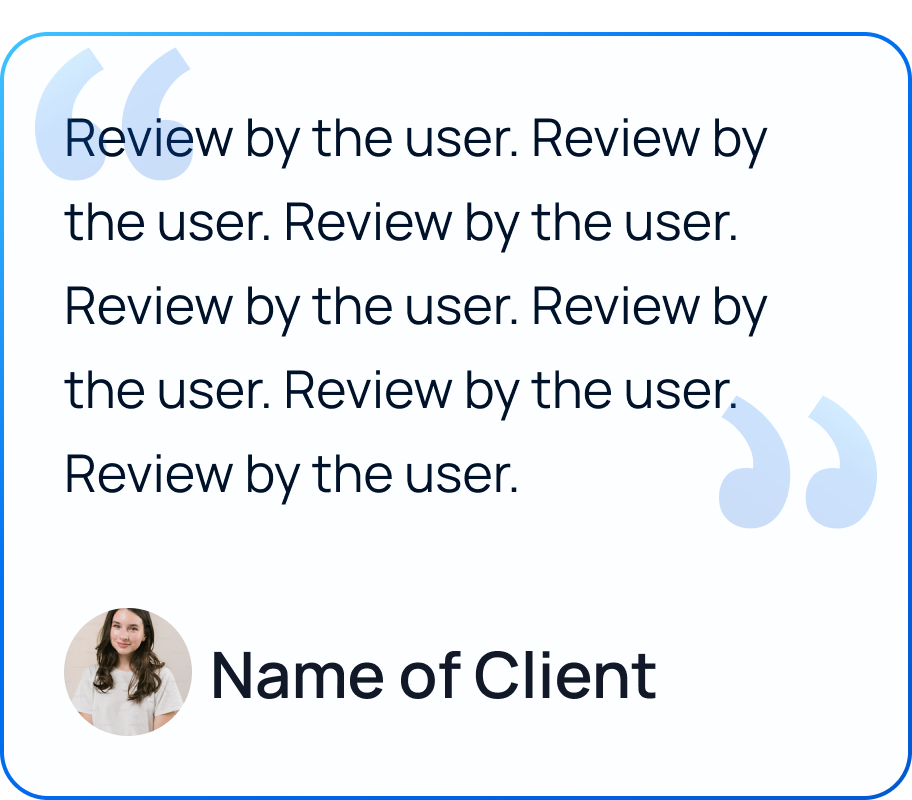 Review by the user. Review by
the user. Review by the user.
Review by the user. Review by
the user. Review by the user.
Review by the user.
Name of Client